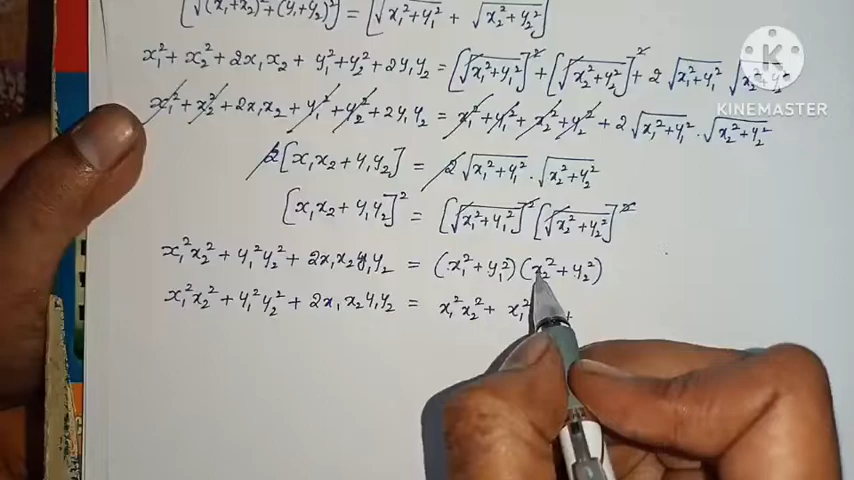 [√(x₁+x₂)²+(y₁+y₂)²] = [√x₁²+y₁² + √x₂²+y₂²]
x₁²+x₂²+2x₁x₂+y₁²+y₂²+2y₁y₂ = [√x₁²+y₁²]²+[√x₂²+y₂²]²+2√x₁²+y₁² √x₂²+y₂²
x₁²+x₂²+2x₁x₂+y₁²+y₂²+2y₁y₂ = x₁²+y₁²+x₂²+y₂²+2√x₁²+y₁².√x₂²+y₂²
2[x₁x₂+y₁y₂] = 2√x₁²+y₁².√x₂²+y₂²
[x₁x₂+y₁y₂]² = [√x₁²+y₁²]²[√x₂²+y₂²]²
x₁²x₂²+y₁²y₂²+2x₁x₂y₁y₂ = (x₁²+y₁²)(x₂²+y₂²)
x₁²x₂²+y₁²y₂²+2x₁x₂y₁y₂ = x₁²x₂²+x₁² +
K
KINEMASTER